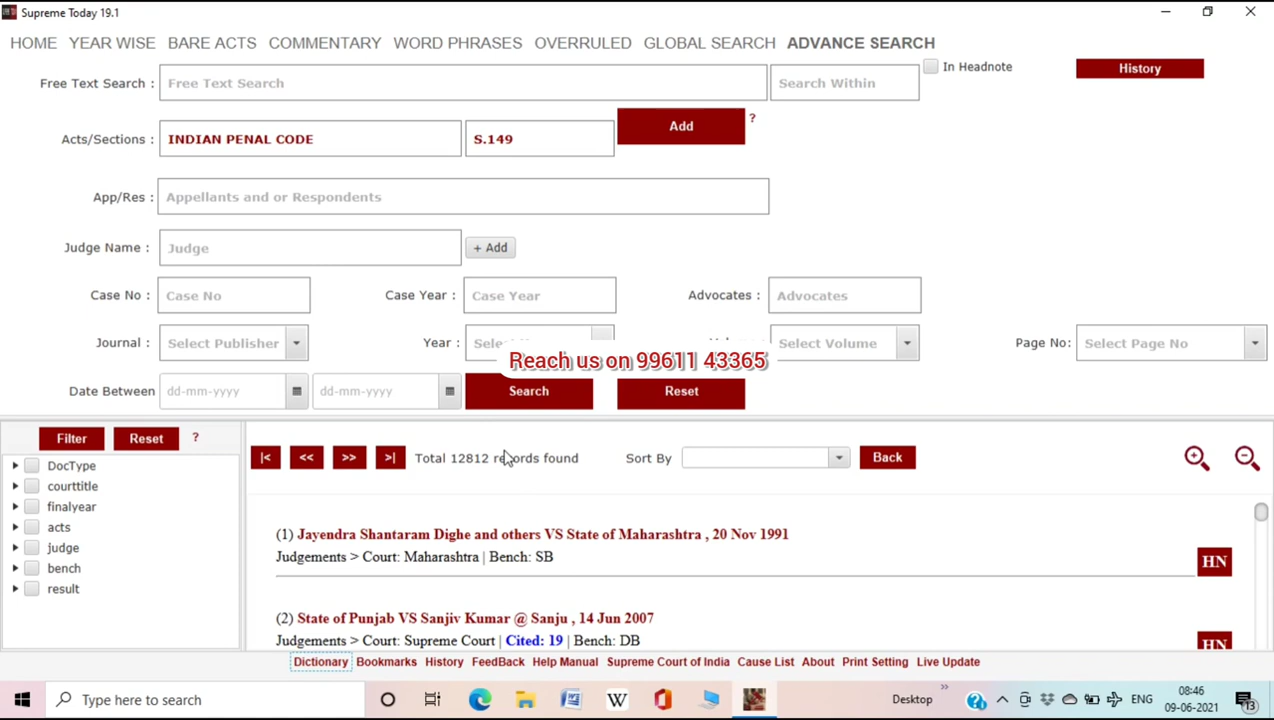 Supreme Today 19.1
HOME YEAR WISE BARE ACTS COMMENTARY WORD PHRASES OVERRULED GLOBAL SEARCH ADVANCE SEARCH
Free Text Search : Free Text Search Search Within In Headnote History
Acts/Sections : INDIAN PENAL CODE S.149 Add ?
App/Res : Appellants and or Respondents
Judge Name : Judge + Add
Case No : Case No Case Year : Case Year Advocates : Advocates
Journal : Select Publisher Year : Select Select Volume Page No: Select Page No
Reach us on 99611 43365
Date Between dd-mm-yyyy dd-mm-yyyy Search Reset
Filter Reset ?
|< << >> >| Total 12812 records found Sort By Back
DocType
courttitle
finalyear
acts
judge
bench
result
(1) Jayendra Shantaram Dighe and others VS State of Maharashtra , 20 Nov 1991
Judgements > Court: Maharashtra | Bench: SB
HN
(2) State of Punjab VS Sanjiv Kumar @ Sanju , 14 Jun 2007
Judgements > Court: Supreme Court | Cited: 19 | Bench: DB
HN
Dictionary Bookmarks History FeedBack Help Manual Supreme Court of India Cause List About Print Setting Live Update
Type here to search
W
Desktop
ENG
08:46
09-06-2021
13